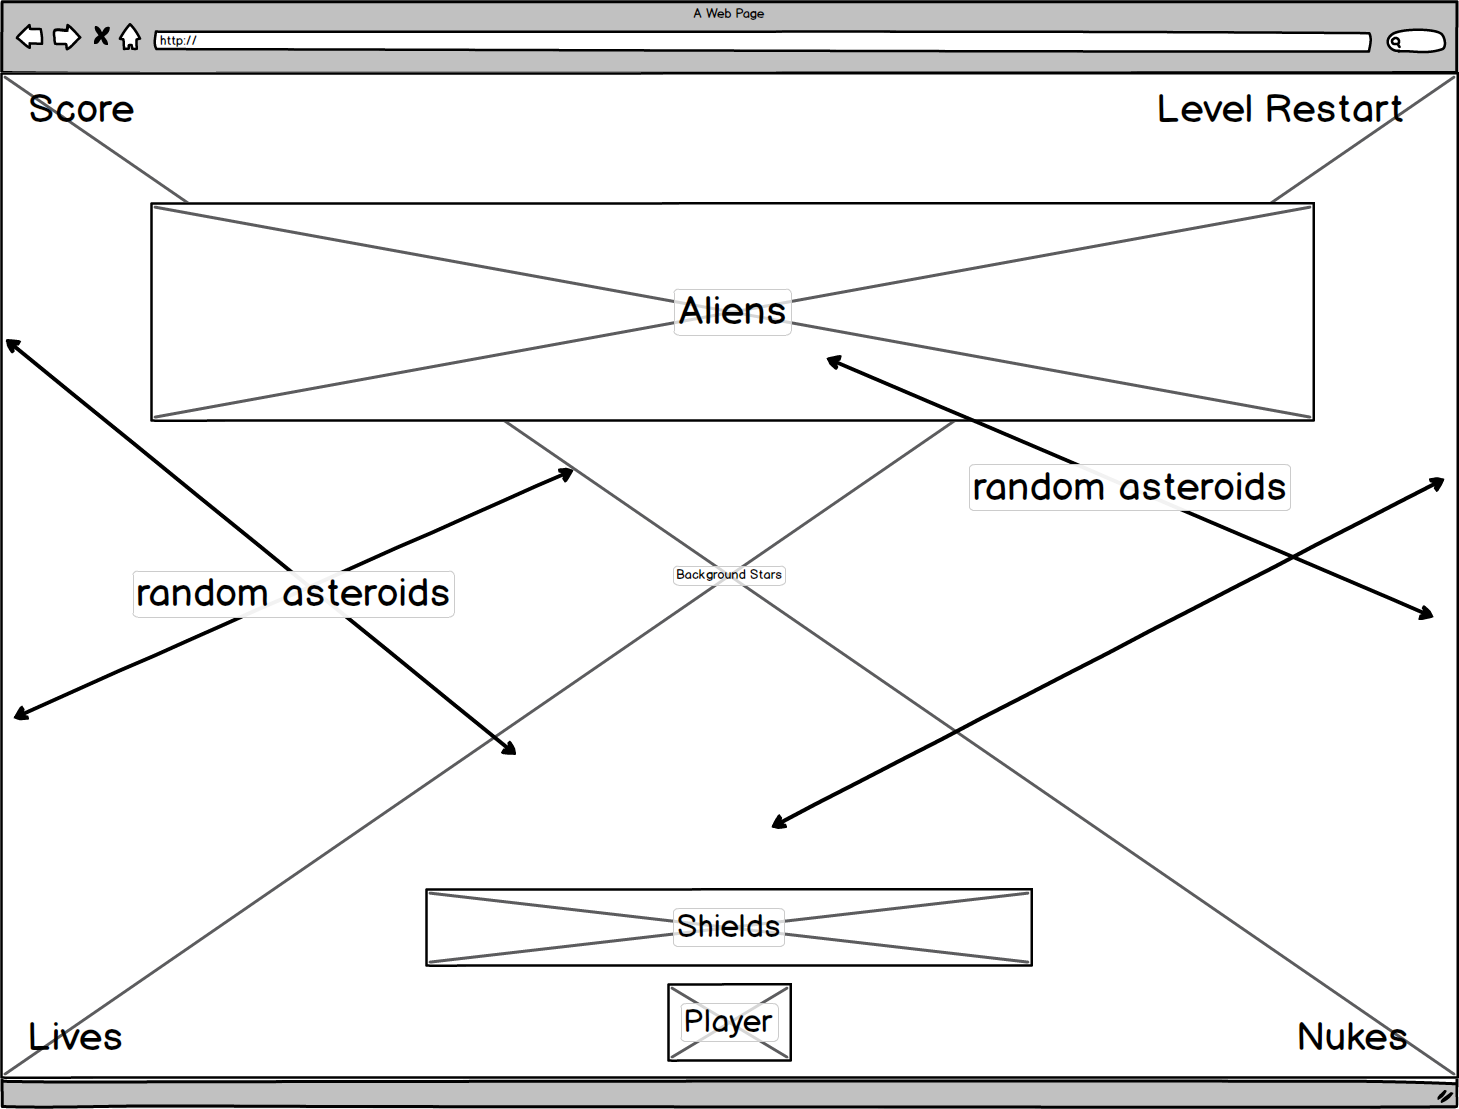 A Web Page
http://
Score
Level Restart
Aliens
random asteroids
Background Stars
random asteroids
Shields
Player
Lives
Nukes